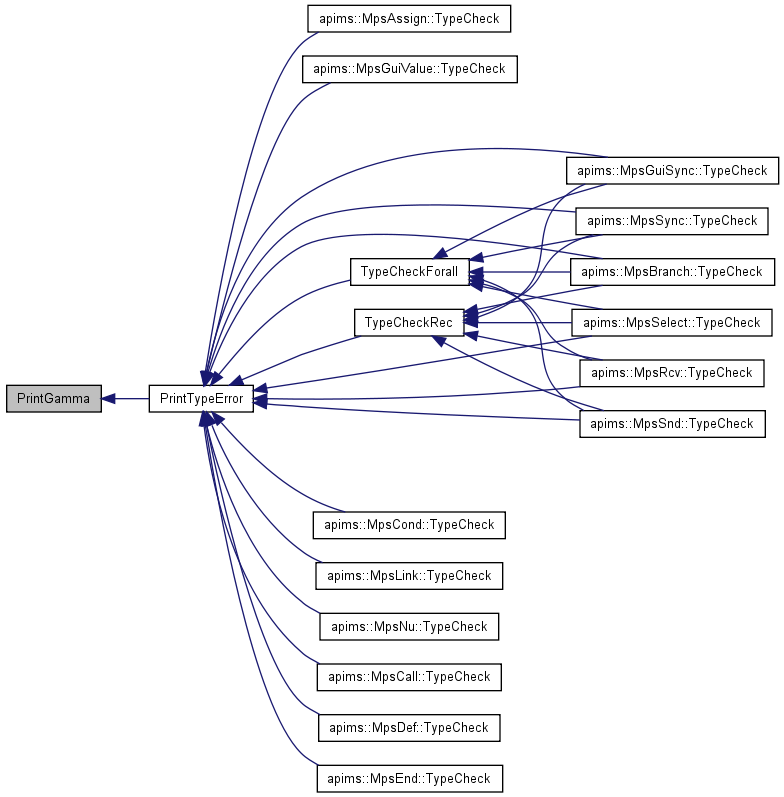 apims::MpsAssign::TypeCheck
apims::MpsGuiValue::TypeCheck
apims::MpsGuiSync::TypeCheck
apims::MpsSync::TypeCheck
TypeCheckForall
apims::MpsBranch::TypeCheck
TypeCheckRec
apims::MpsSelect::TypeCheck
apims::MpsRcv::TypeCheck
PrintGamma
PrintTypeError
apims::MpsSnd::TypeCheck
apims::MpsCond::TypeCheck
apims::MpsLink::TypeCheck
apims::MpsNu::TypeCheck
apims::MpsCall::TypeCheck
apims::MpsDef::TypeCheck
apims::MpsEnd::TypeCheck